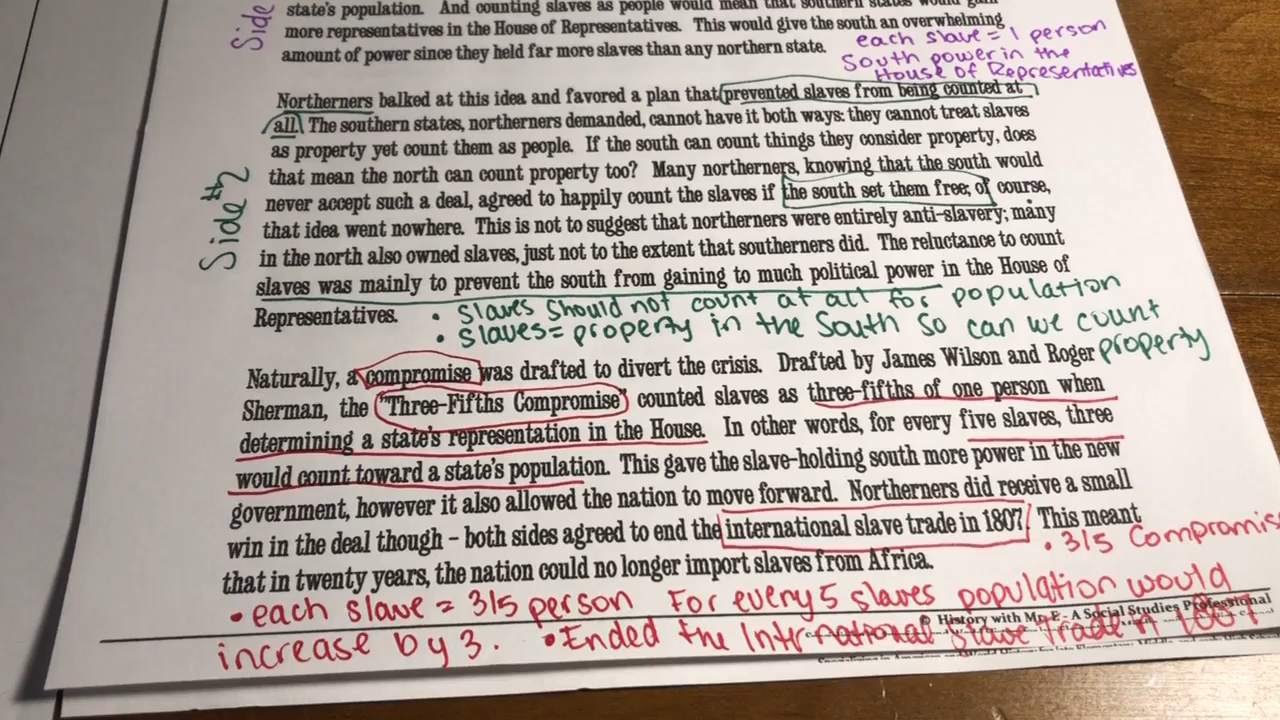 state's population. And counting slaves as people would mean that southern states would gain
Side
more representatives in the House of Representatives. This would give the south an overwhelming
amount of power since they held far more slaves than any northern state.
each slave = 1 person
South power in the
House of Representatives
Northerners balked at this idea and favored a plan that prevented slaves from being counted at
all. The southern states, northerners demanded, cannot have it both ways: they cannot treat slaves
as property yet count them as people. If the south can count things they consider property, does
that mean the north can count property too? Many northerners, knowing that the south would
never accept such a deal, agreed to happily count the slaves if the south set them free; of course,
that idea went nowhere. This is not to suggest that northerners were entirely anti-slavery; many
in the north also owned slaves, just not to the extent that southerners did. The reluctance to count
slaves was mainly to prevent the south from gaining to much political power in the House of
Representatives.
Side #2
• Slaves should not count at all for population
• Slaves = property in the South so can we count
property
Naturally, a compromise was drafted to divert the crisis. Drafted by James Wilson and Roger
Sherman, the "Three-Fifths Compromise" counted slaves as three-fifths of one person when
determining a state's representation in the House. In other words, for every five slaves, three
would count toward a state's population. This gave the slave-holding south more power in the new
government, however it also allowed the nation to move forward. Northerners did receive a small
win in the deal though – both sides agreed to end the international slave trade in 1807. This meant
that in twenty years, the nation could no longer import slaves from Africa.
• 3/5 Compromis
• each slave = 3/5 person For every 5 slaves population would
increase by 3. • Ended the International Slave Trade in 1807
© History with Mr. E - A Social Studies Professional